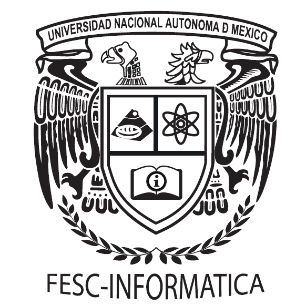 UNIVERSIDAD NACIONAL AUTONOMA D MEXICO
i
FESC-INFORMATICA